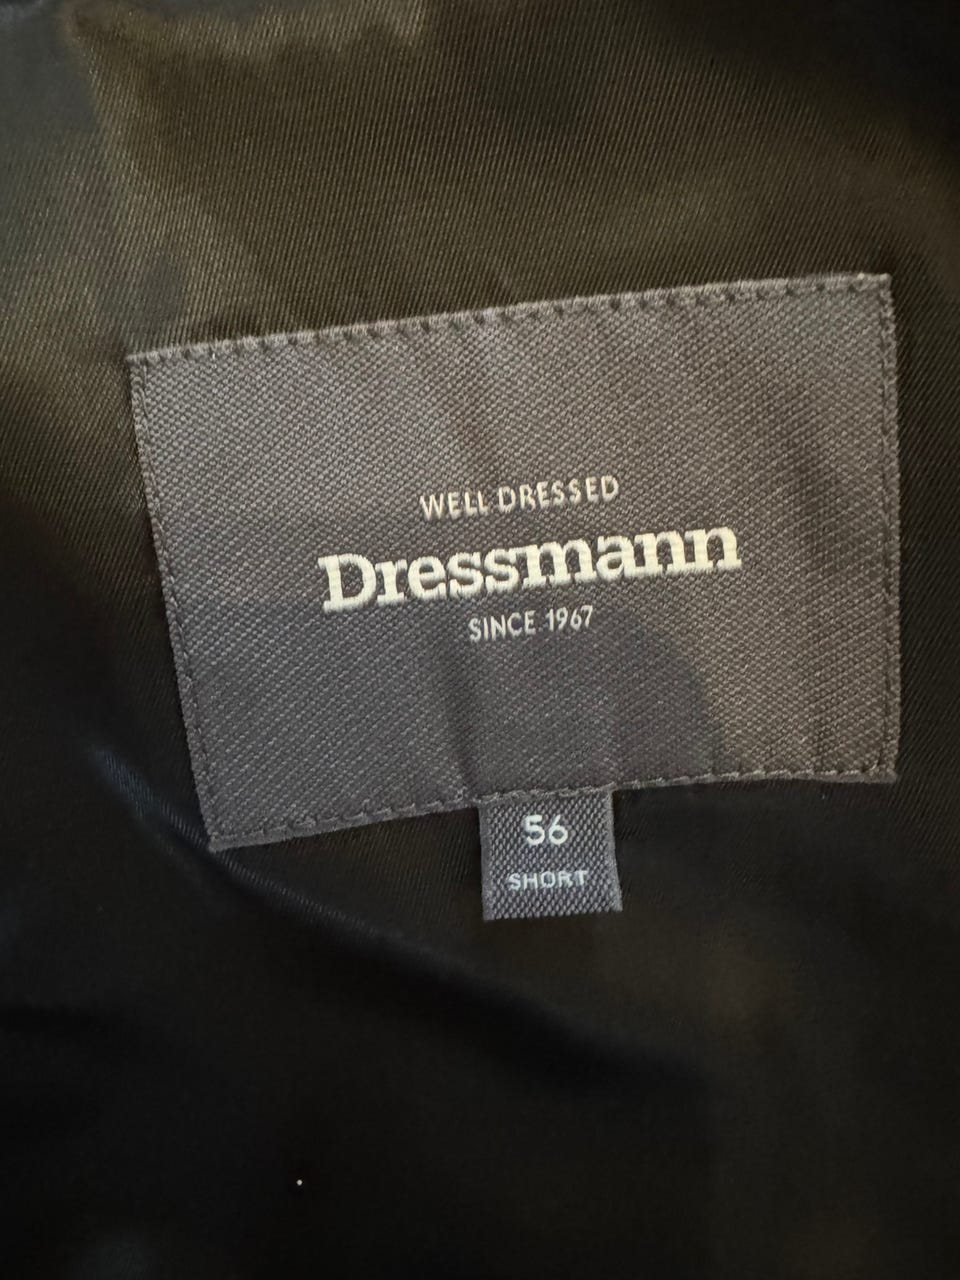 WELL DRESSED
Dressmann
SINCE 1967
56
SHORT